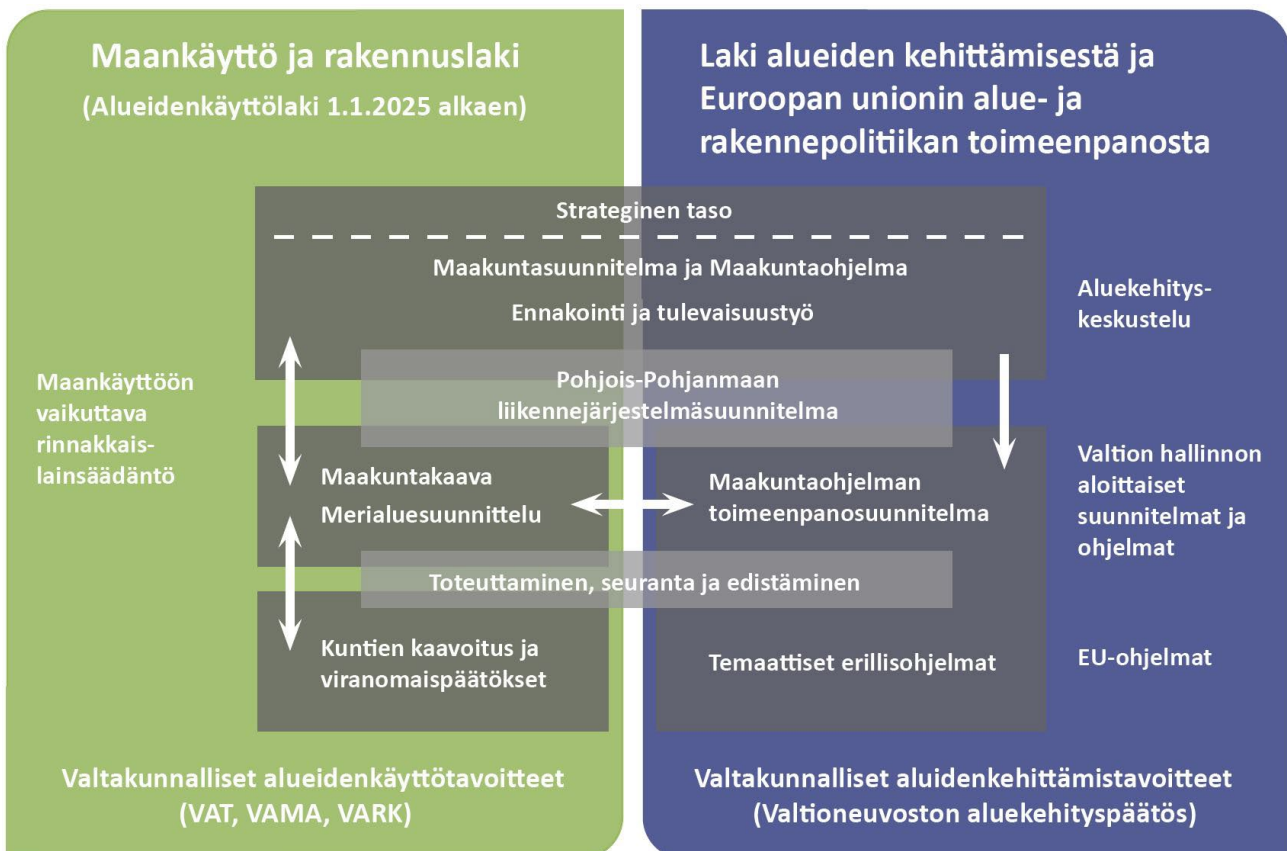 Maankäyttö ja rakennuslaki
(Alueidenkäyttölaki 1.1.2025 alkaen)
Laki alueiden kehittämisestä ja
Euroopan unionin alue- ja
rakennepolitiikan toimeenpanosta
Strateginen taso
Maakuntasuunnitelma ja Maakuntaohjelma
Ennakointi ja tulevaisuustyö
Aluekehitys-
keskustelu
Maankäyttöön
vaikuttava
rinnakkais-
lainsäädäntö
Pohjois-Pohjanmaan
liikennejärjestelmäsuunnitelma
Maakuntakaava
Merialuesuunnittelu
Maakuntaohjelman
toimeenpanosuunnitelma
Valtion hallinnon
aloittaiset
suunnitelmat ja
ohjelmat
Toteuttaminen, seuranta ja edistäminen
Kuntien kaavoitus ja
viranomaispäätökset
Temaattiset erillisohjelmat
EU-ohjelmat
Valtakunnalliset alueidenkäyttötavoitteet
(VAT, VAMA, VARK)
Valtakunnalliset aluidenkehittämistavoitteet
(Valtioneuvoston aluekehityspäätös)